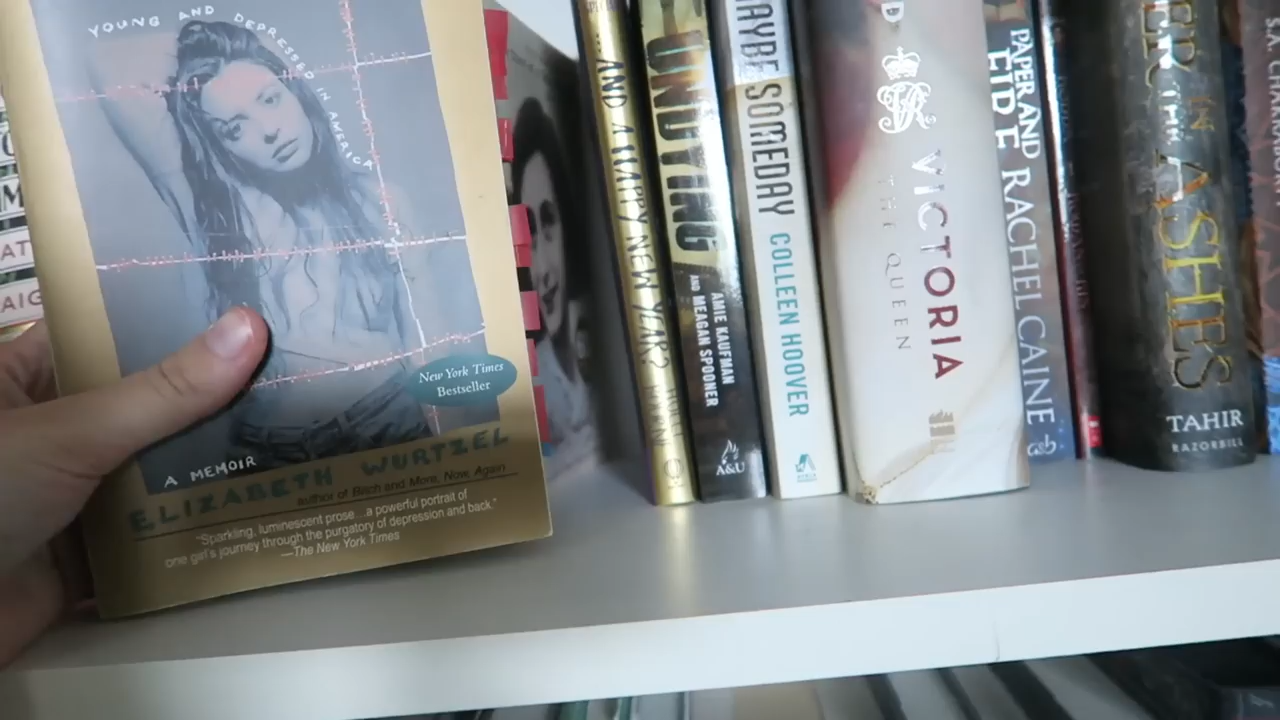 YOUNG AND DEPRESSED IN AMERICA
New York Times
Bestseller
A MEMOIR
ELIZABETH WURTZEL
author of Bitch and More, Now, Again
"Sparkling, luminescent prose...a powerful portrait of
one girl's journey through the purgatory of depression and back."
—The New York Times
AND A HAPPY NEW YEAR?
UNDYING
AMIE KAUFMAN
AND MEAGAN SPOONER
A&U
MAYBE SOMEDAY COLLEEN HOOVER
VICTORIA
THE QUEEN
PAPER AND
FIRE RACHEL CAINE
IN
THE
ASHES
TAHIR
RAZORBILL